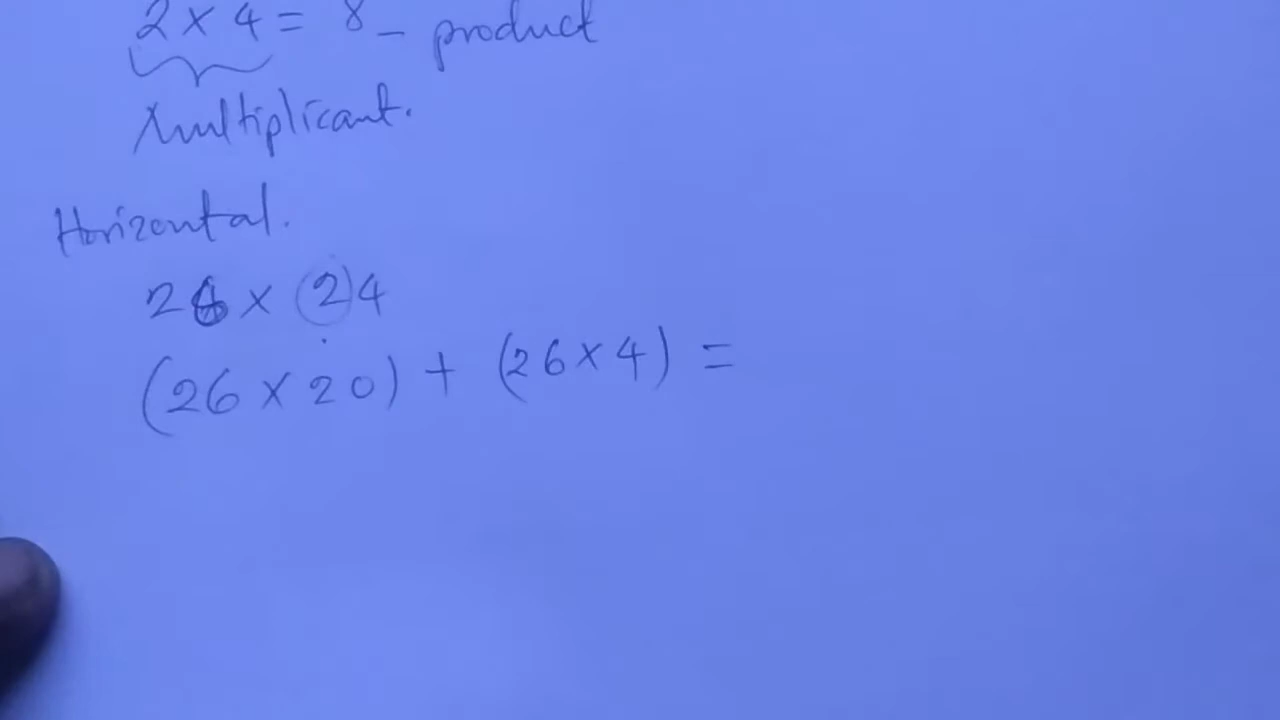 2 × 4 = 8 - product
Multiplicant.
Horizontal.
26 × 24
(26 × 20) + (26 × 4) =